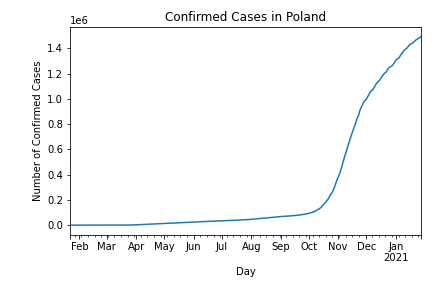 Confirmed Cases in Poland
1e6
Number of Confirmed Cases
1.4
1.2
1.0
0.8
0.6
0.4
0.2
0.0
Feb Mar Apr May Jun Jul Aug Sep Oct Nov Dec Jan
2021
Day